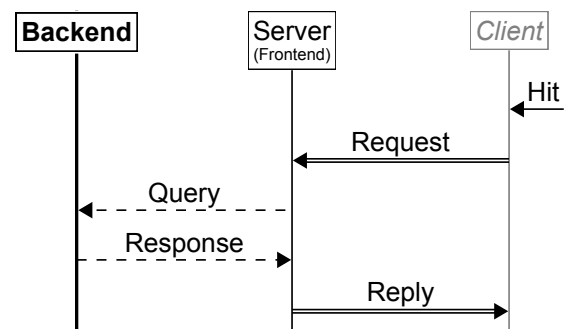 Backend
Server
(Frontend)
Client
Hit
Request
Query
Response
Reply